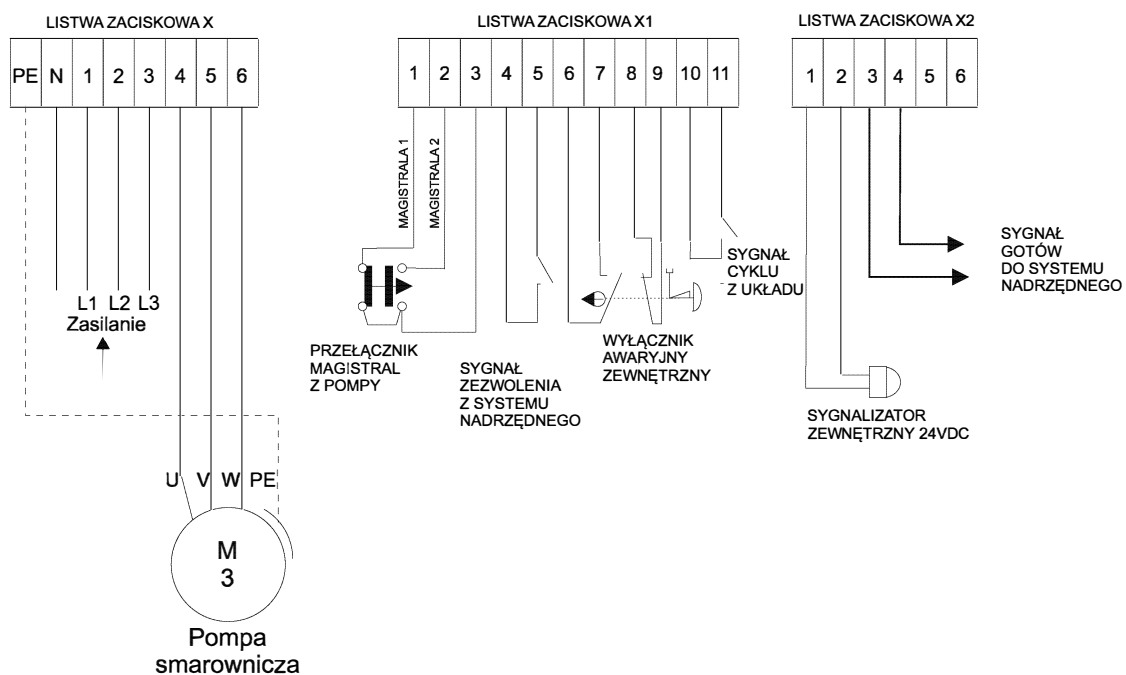 LISTWA ZACISKOWA X
PE N 1 2 3 4 5 6
L1 L2 L3
Zasilanie
U V W PE
M
3
Pompa
smarownicza
LISTWA ZACISKOWA X1
1 2 3 4 5 6 7 8 9 10 11
MAGISTRALA 1
MAGISTRALA 2
PRZEŁĄCZNIK
MAGISTRAL
Z POMPY
SYGNAŁ
ZEZWOLENIA
Z SYSTEMU
NADRZĘDNEGO
WYŁĄCZNIK
AWARYJNY
ZEWNĘTRZNY
SYGNAŁ
CYKLU
Z UKŁADU
LISTWA ZACISKOWA X2
1 2 3 4 5 6
SYGNAŁ
GOTÓW
DO SYSTEMU
NADRZĘDNEGO
SYGNALIZATOR
ZEWNĘTRZNY 24VDC